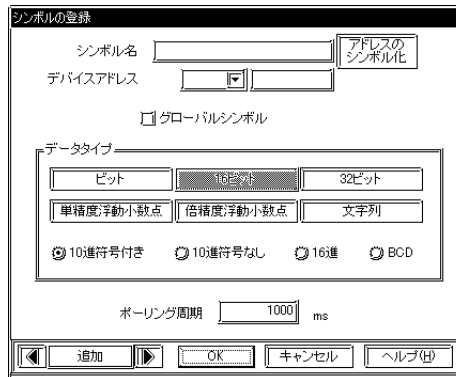 シンボルの登録
シンボル名 アドレスのシンボル化
デバイスアドレス
グローバルシンボル
データタイプ
ビット 16ビット 32ビット
単精度浮動小数点 倍精度浮動小数点 文字列
10進符号付き 10進符号なし 16進 BCD
ポーリング周期 1000 ms
追加 OK キャンセル ヘルプ(H)